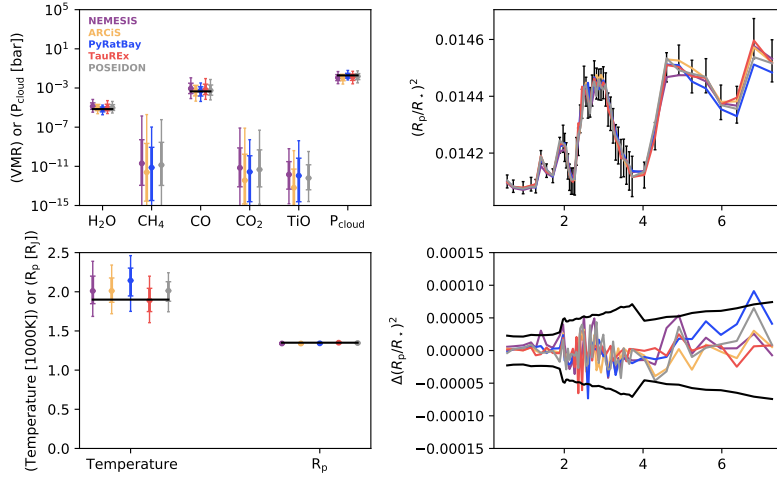 (VMR) or (P_cloud [bar])
10^1
10^-3
10^-7
10^-11
10^-15
10^5
NEMESIS
ARCiS
PyRatBay
TauREx
POSEIDON
H_2O CH_4 CO CO_2 TiO P_cloud
(R_p/R_⋆)^2
0.0146
0.0144
0.0142
2 4 6
(Temperature [1000K]) or (R_p [R_J])
2.5
2.0
1.5
1.0
0.5
0.0
Temperature R_p
Δ(R_p/R_⋆)^2
0.00015
0.00010
0.00005
0.00000
−0.00005
−0.00010
−0.00015
2 4 6